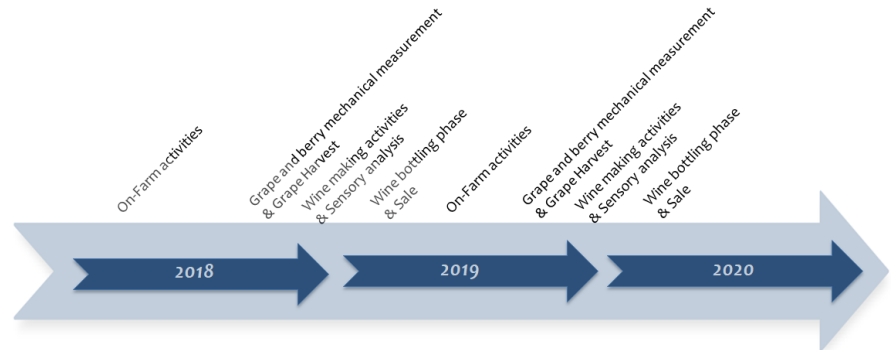 On-Farm activities
Grape and berry mechanical measurement
& Grape Harvest
Wine making activities
& Sensory analysis
Wine bottling phase
& Sale
On-Farm activities
Grape and berry mechanical measurement
& Grape Harvest
Wine making activities
& Sensory analysis
Wine bottling phase
& Sale
2018
2019
2020